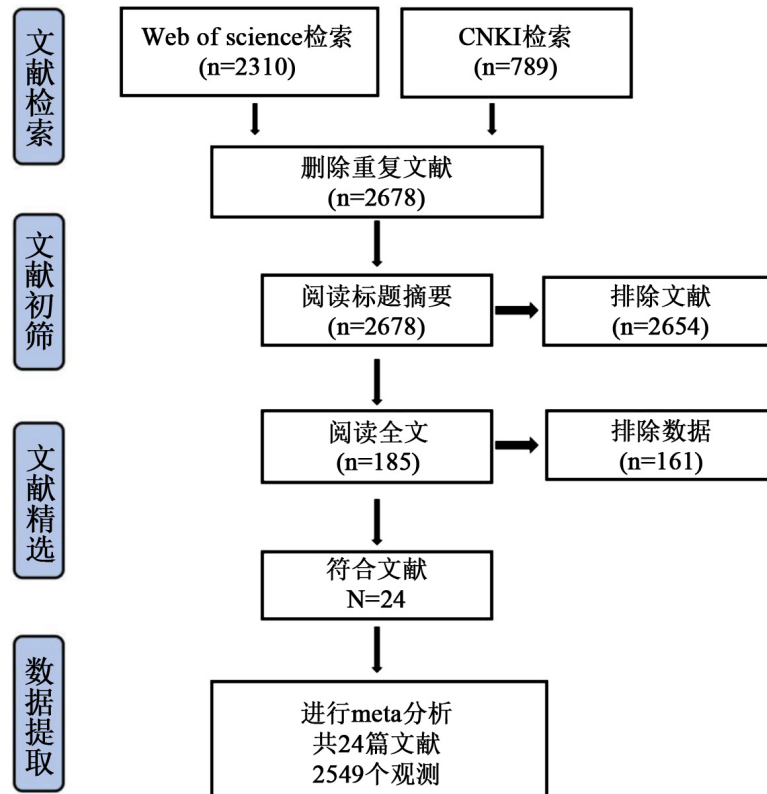 文献检索
Web of science检索
(n=2310)
CNKI检索
(n=789)
删除重复文献
(n=2678)
文献初筛
阅读标题摘要
(n=2678)
排除文献
(n=2654)
文献精选
阅读全文
(n=185)
排除数据
(n=161)
符合文献
N=24
数据提取
进行meta分析
共24篇文献
2549个观测